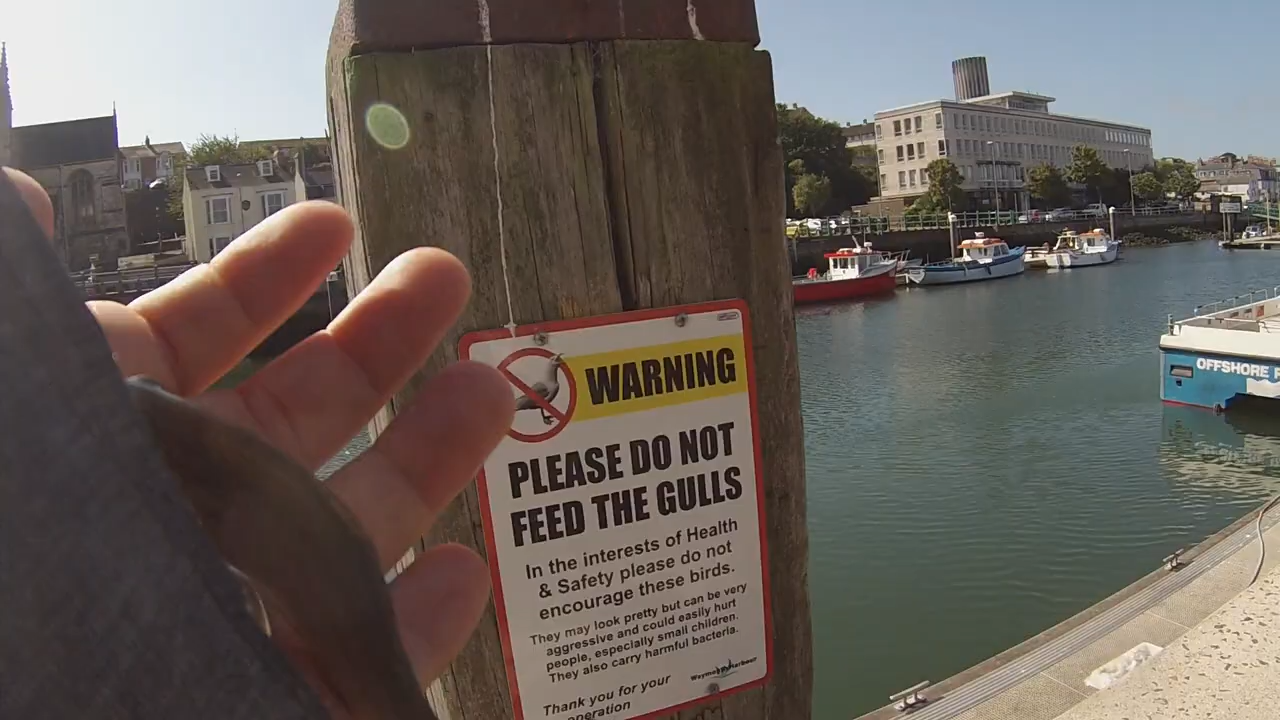 WARNING
PLEASE DO NOT
FEED THE GULLS
In the interests of Health
& Safety please do not
encourage these birds.
They may look pretty but can be very
aggressive and could easily hurt
people, especially small children.
They also carry harmful bacteria.
Thank you for your
Weymouth Harbour
OFFSHORE